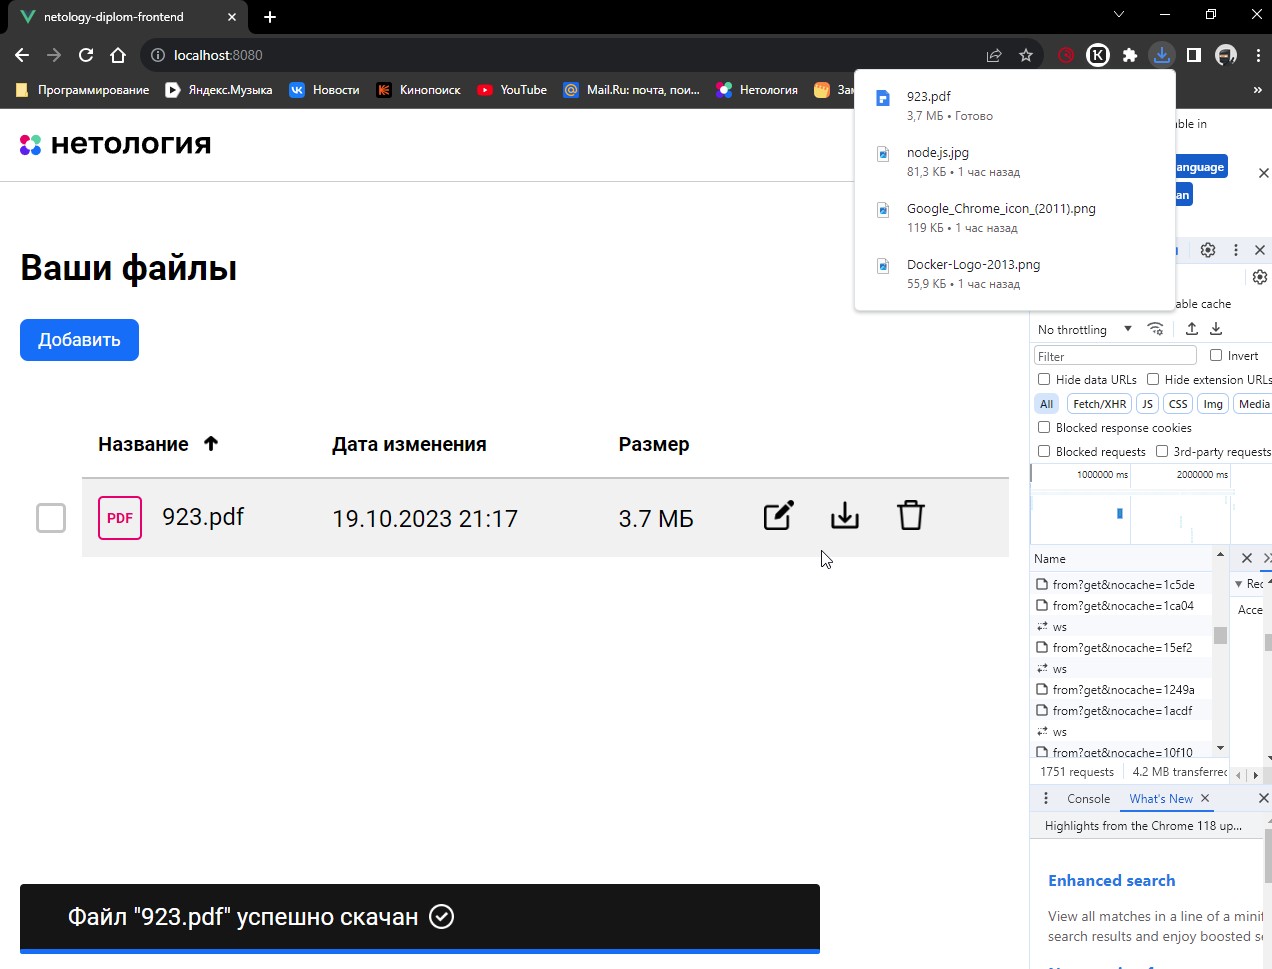 netology-diplom-frontend
localhost:8080
Программирование
Яндекс.Музыка
Новости
Кинопоиск
YouTube
Mail.Ru: почта, пои...
Нетология
923.pdf
3,7 МБ • Готово
node.js.jpg
81,3 КБ • 1 час назад
Google_Chrome_icon_(2011).png
119 КБ • 1 час назад
Docker-Logo-2013.png
55,9 КБ • 1 час назад
нетология
Ваши файлы
Добавить
Название Дата изменения Размер
PDF 923.pdf 19.10.2023 21:17 3.7 МБ
Файл "923.pdf" успешно скачан
able in
anguage
an
able cache
No throttling
Filter
Invert
Hide data URLs Hide extension URLs
All Fetch/XHR JS CSS Img Media
Blocked response cookies
Blocked requests 3rd-party requests
1000000 ms 2000000 ms
Name
from?get&nocache=1c5de
from?get&nocache=1ca04
ws
from?get&nocache=15ef2
ws
from?get&nocache=1249a
from?get&nocache=1acdf
ws
from?get&nocache=10f10
Rec
Acce
1751 requests 4.2 MB transferred
Console What's New
Highlights from the Chrome 118 up...
Enhanced search
View all matches in a line of a minif
search results and enjoy boosted se